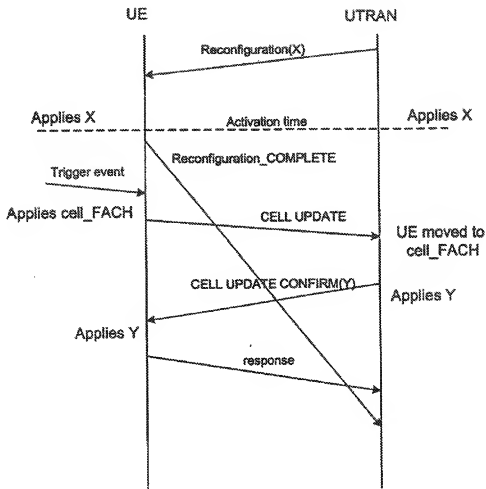 UE
UTRAN
Reconfiguration(X)
Applies X
Activation time
Applies X
Reconfiguration_COMPLETE
Trigger event
Applies cell_FACH
CELL UPDATE
UE moved to
cell_FACH
CELL UPDATE CONFIRM(Y)
Applies Y
Applies Y
response